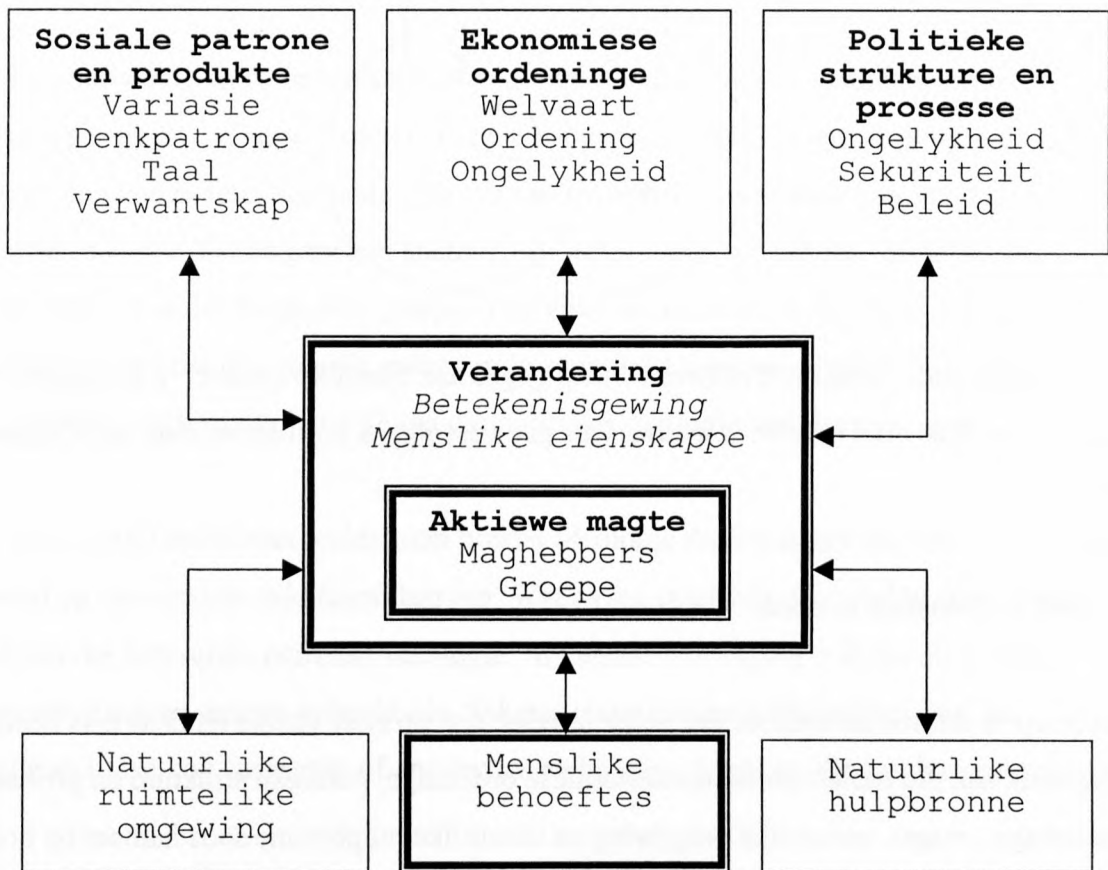 Sosiale patrone
en produkte
Variasie
Denkpatrone
Taal
Verwantskap
Ekonomiese
ordeninge
Welvaart
Ordening
Ongelykheid
Politieke
strukture en
prosesse
Ongelykheid
Sekuriteit
Beleid
Verandering
Betekenisgewing
Menslike eienskappe
Aktiewe magte
Maghebbers
Groepe
Natuurlike
ruimtelike
omgewing
Menslike
behoeftes
Natuurlike
hulpbronne